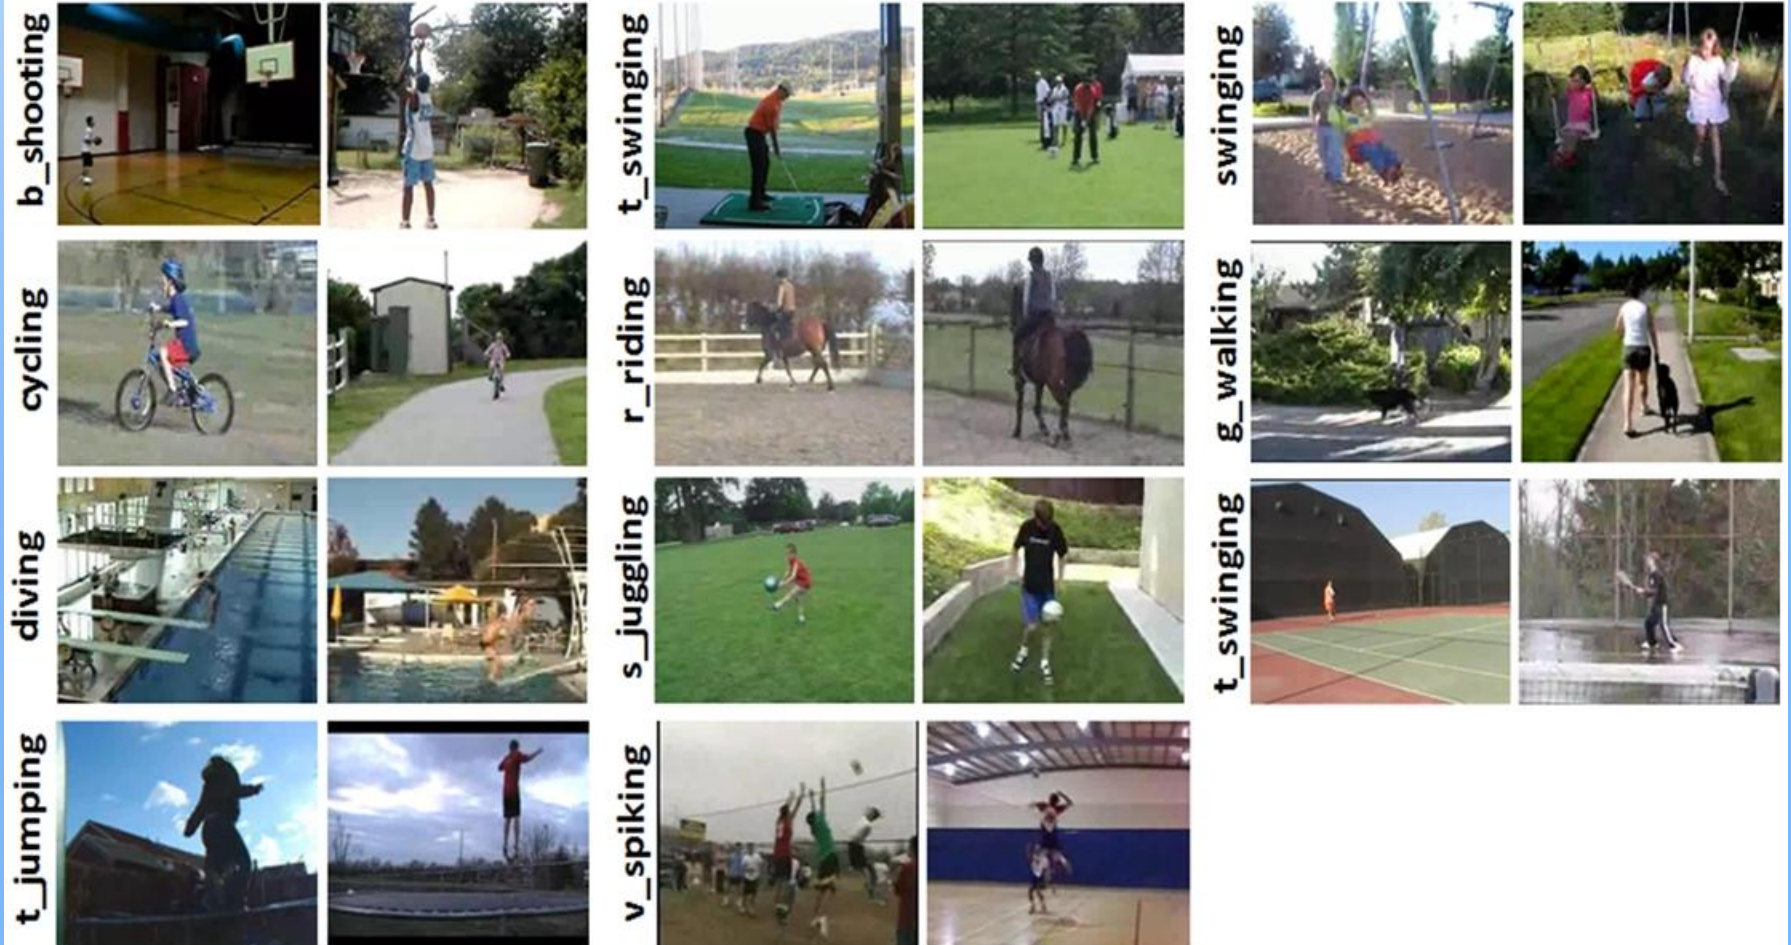 b_shooting
t_swinging
swinging
cycling
r_riding
g_walking
diving
s_juggling
t_swinging
t_jumping
v_spiking